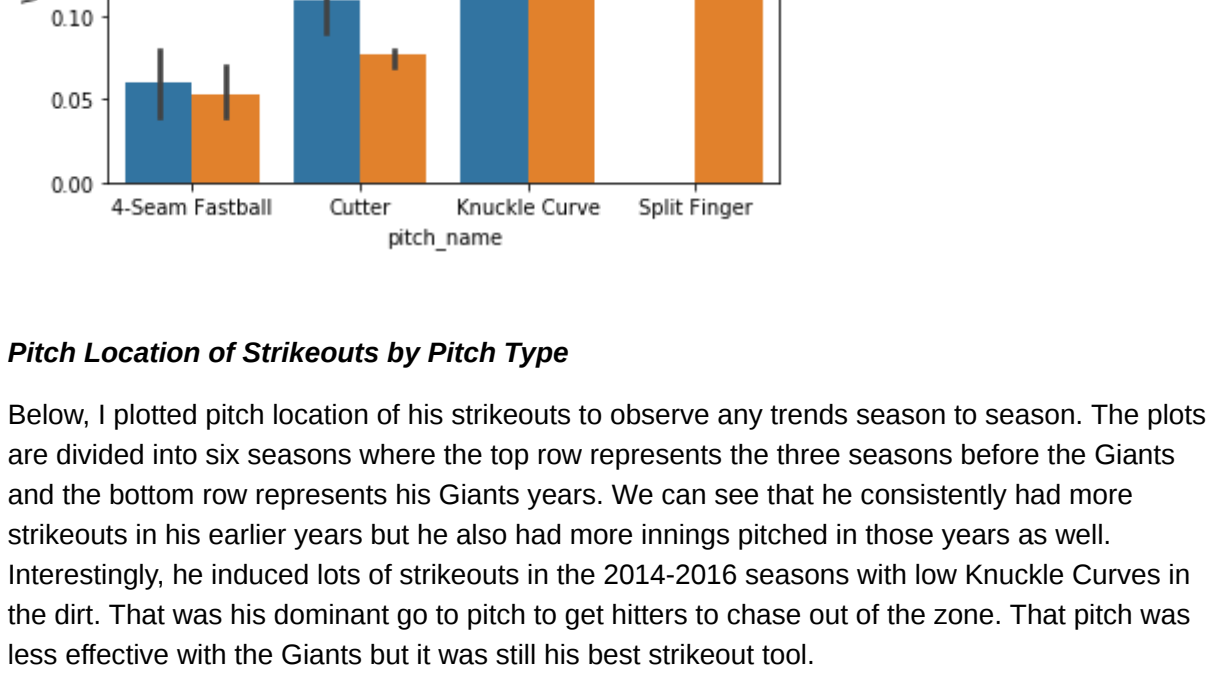 0.10
0.05
0.00
4-Seam Fastball
Cutter
Knuckle Curve
Split Finger
pitch_name
Pitch Location of Strikeouts by Pitch Type
Below, I plotted pitch location of his strikeouts to observe any trends season to season. The plots
are divided into six seasons where the top row represents the three seasons before the Giants
and the bottom row represents his Giants years. We can see that he consistently had more
strikeouts in his earlier years but he also had more innings pitched in those years as well.
Interestingly, he induced lots of strikeouts in the 2014-2016 seasons with low Knuckle Curves in
the dirt. That was his dominant go to pitch to get hitters to chase out of the zone. That pitch was
less effective with the Giants but it was still his best strikeout tool.